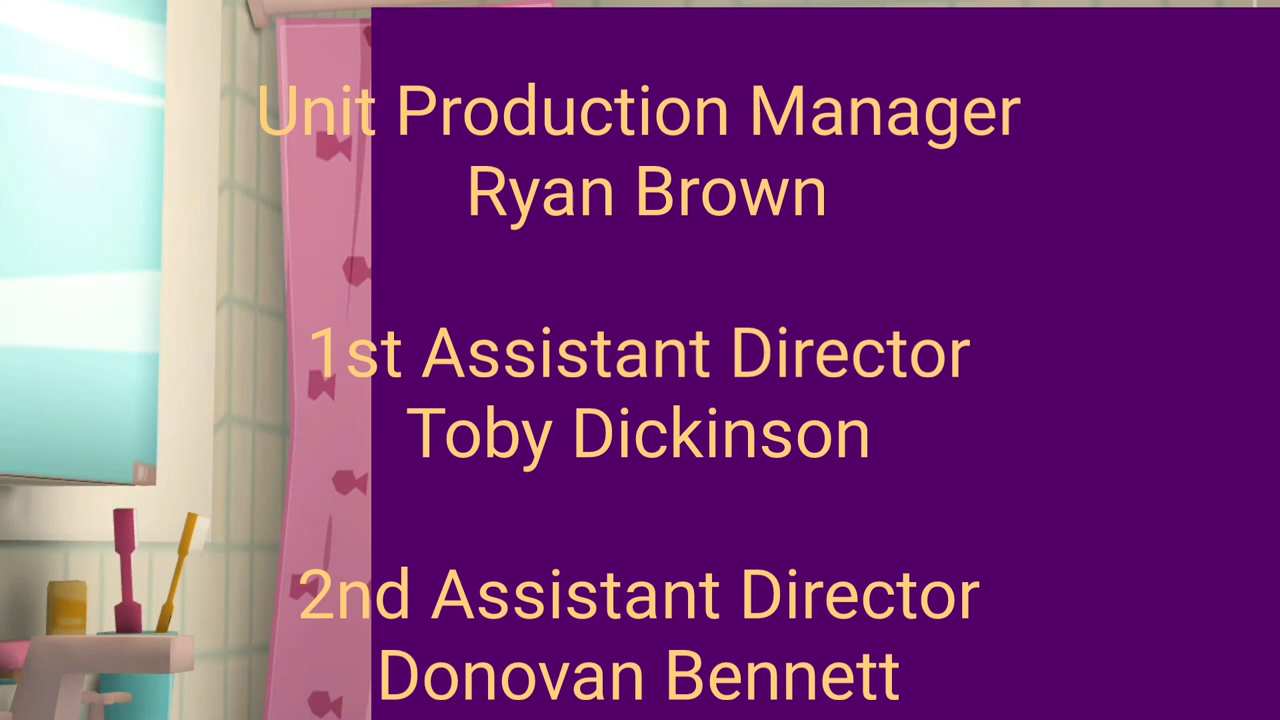 Unit Production Manager
Ryan Brown
1st Assistant Director
Toby Dickinson
2nd Assistant Director
Donovan Bennett